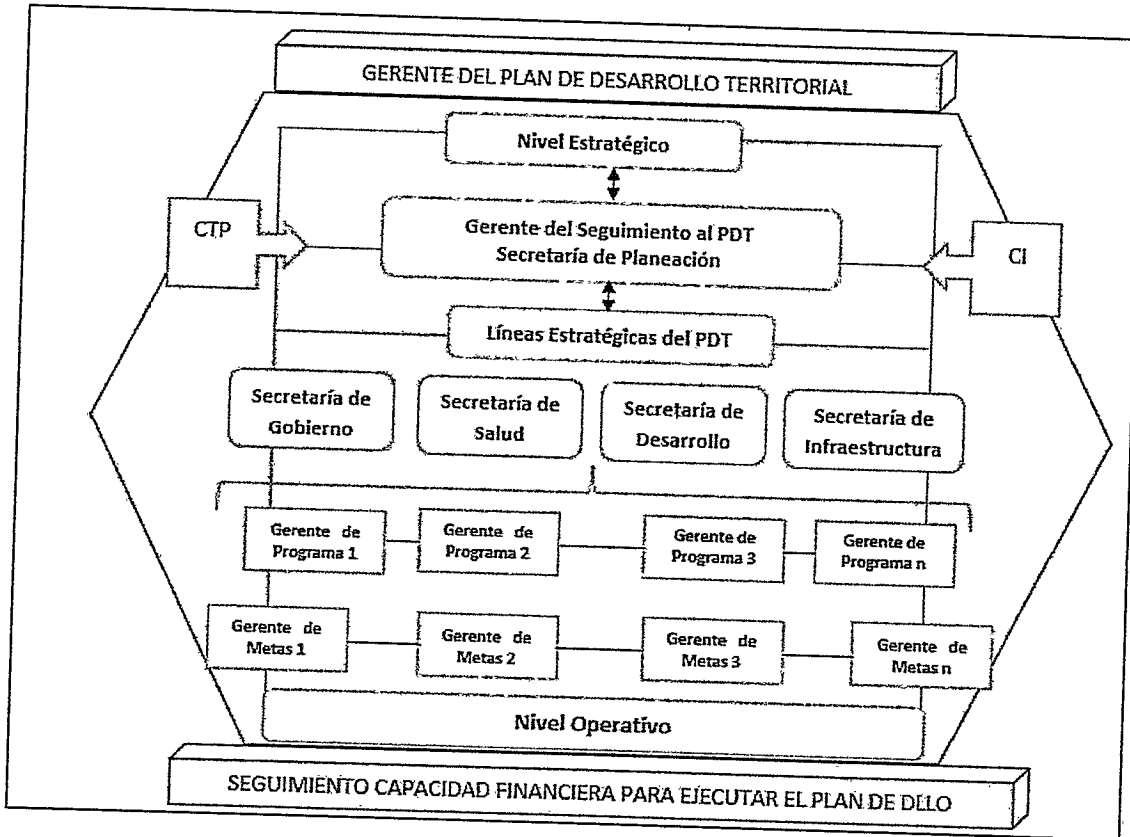 GERENTE DEL PLAN DE DESARROLLO TERRITORIAL
Nivel Estratégico
CTP
Gerente del Seguimiento al PDT
Secretaría de Planeación
CI
Líneas Estratégicas del PDT
Secretaría de
Gobierno
Secretaría de
Salud
Secretaría de
Desarrollo
Secretaría de
Infraestructura
Gerente de
Programa 1
Gerente de
Programa 2
Gerente de
Programa 3
Gerente de
Programa n
Gerente de
Metas 1
Gerente de
Metas 2
Gerente de
Metas 3
Gerente de
Metas n
Nivel Operativo
SEGUIMIENTO CAPACIDAD FINANCIERA PARA EJECUTAR EL PLAN DE DLLO